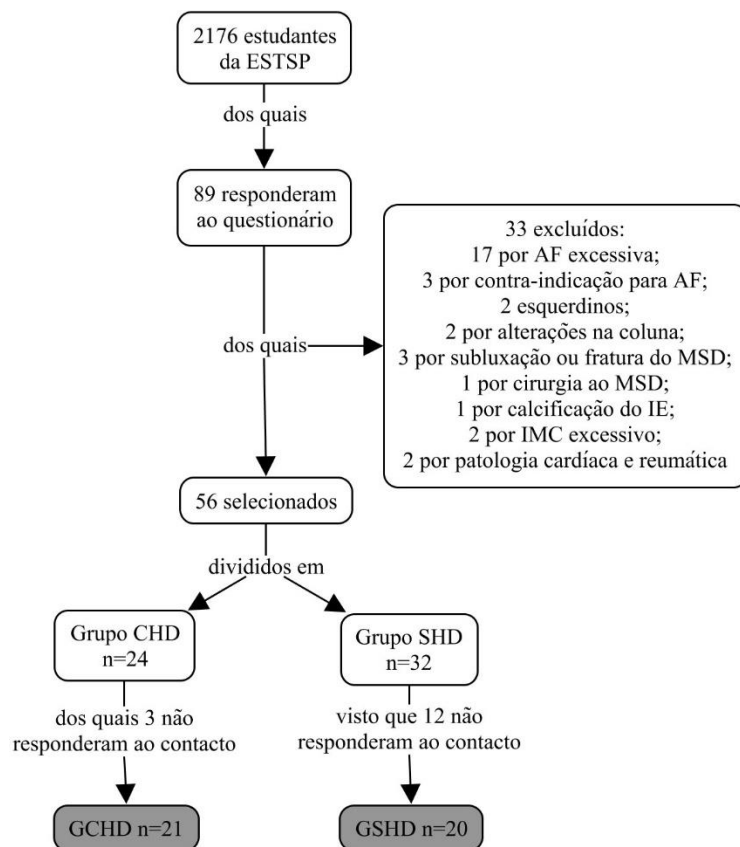 2176 estudantes
da ESTSP
dos quais
89 responderam
ao questionário
33 excluídos:
17 por AF excessiva;
3 por contra-indicação para AF;
2 esquerdinos;
2 por alterações na coluna;
3 por subluxação ou fratura do MSD;
1 por cirurgia ao MSD;
1 por calcificação do IE;
2 por IMC excessivo;
2 por patologia cardíaca e reumática
dos quais
56 selecionados
divididos em
Grupo CHD
n=24
Grupo SHD
n=32
dos quais 3 não
responderam ao contacto
visto que 12 não
responderam ao contacto
GCHD n=21
GSHD n=20